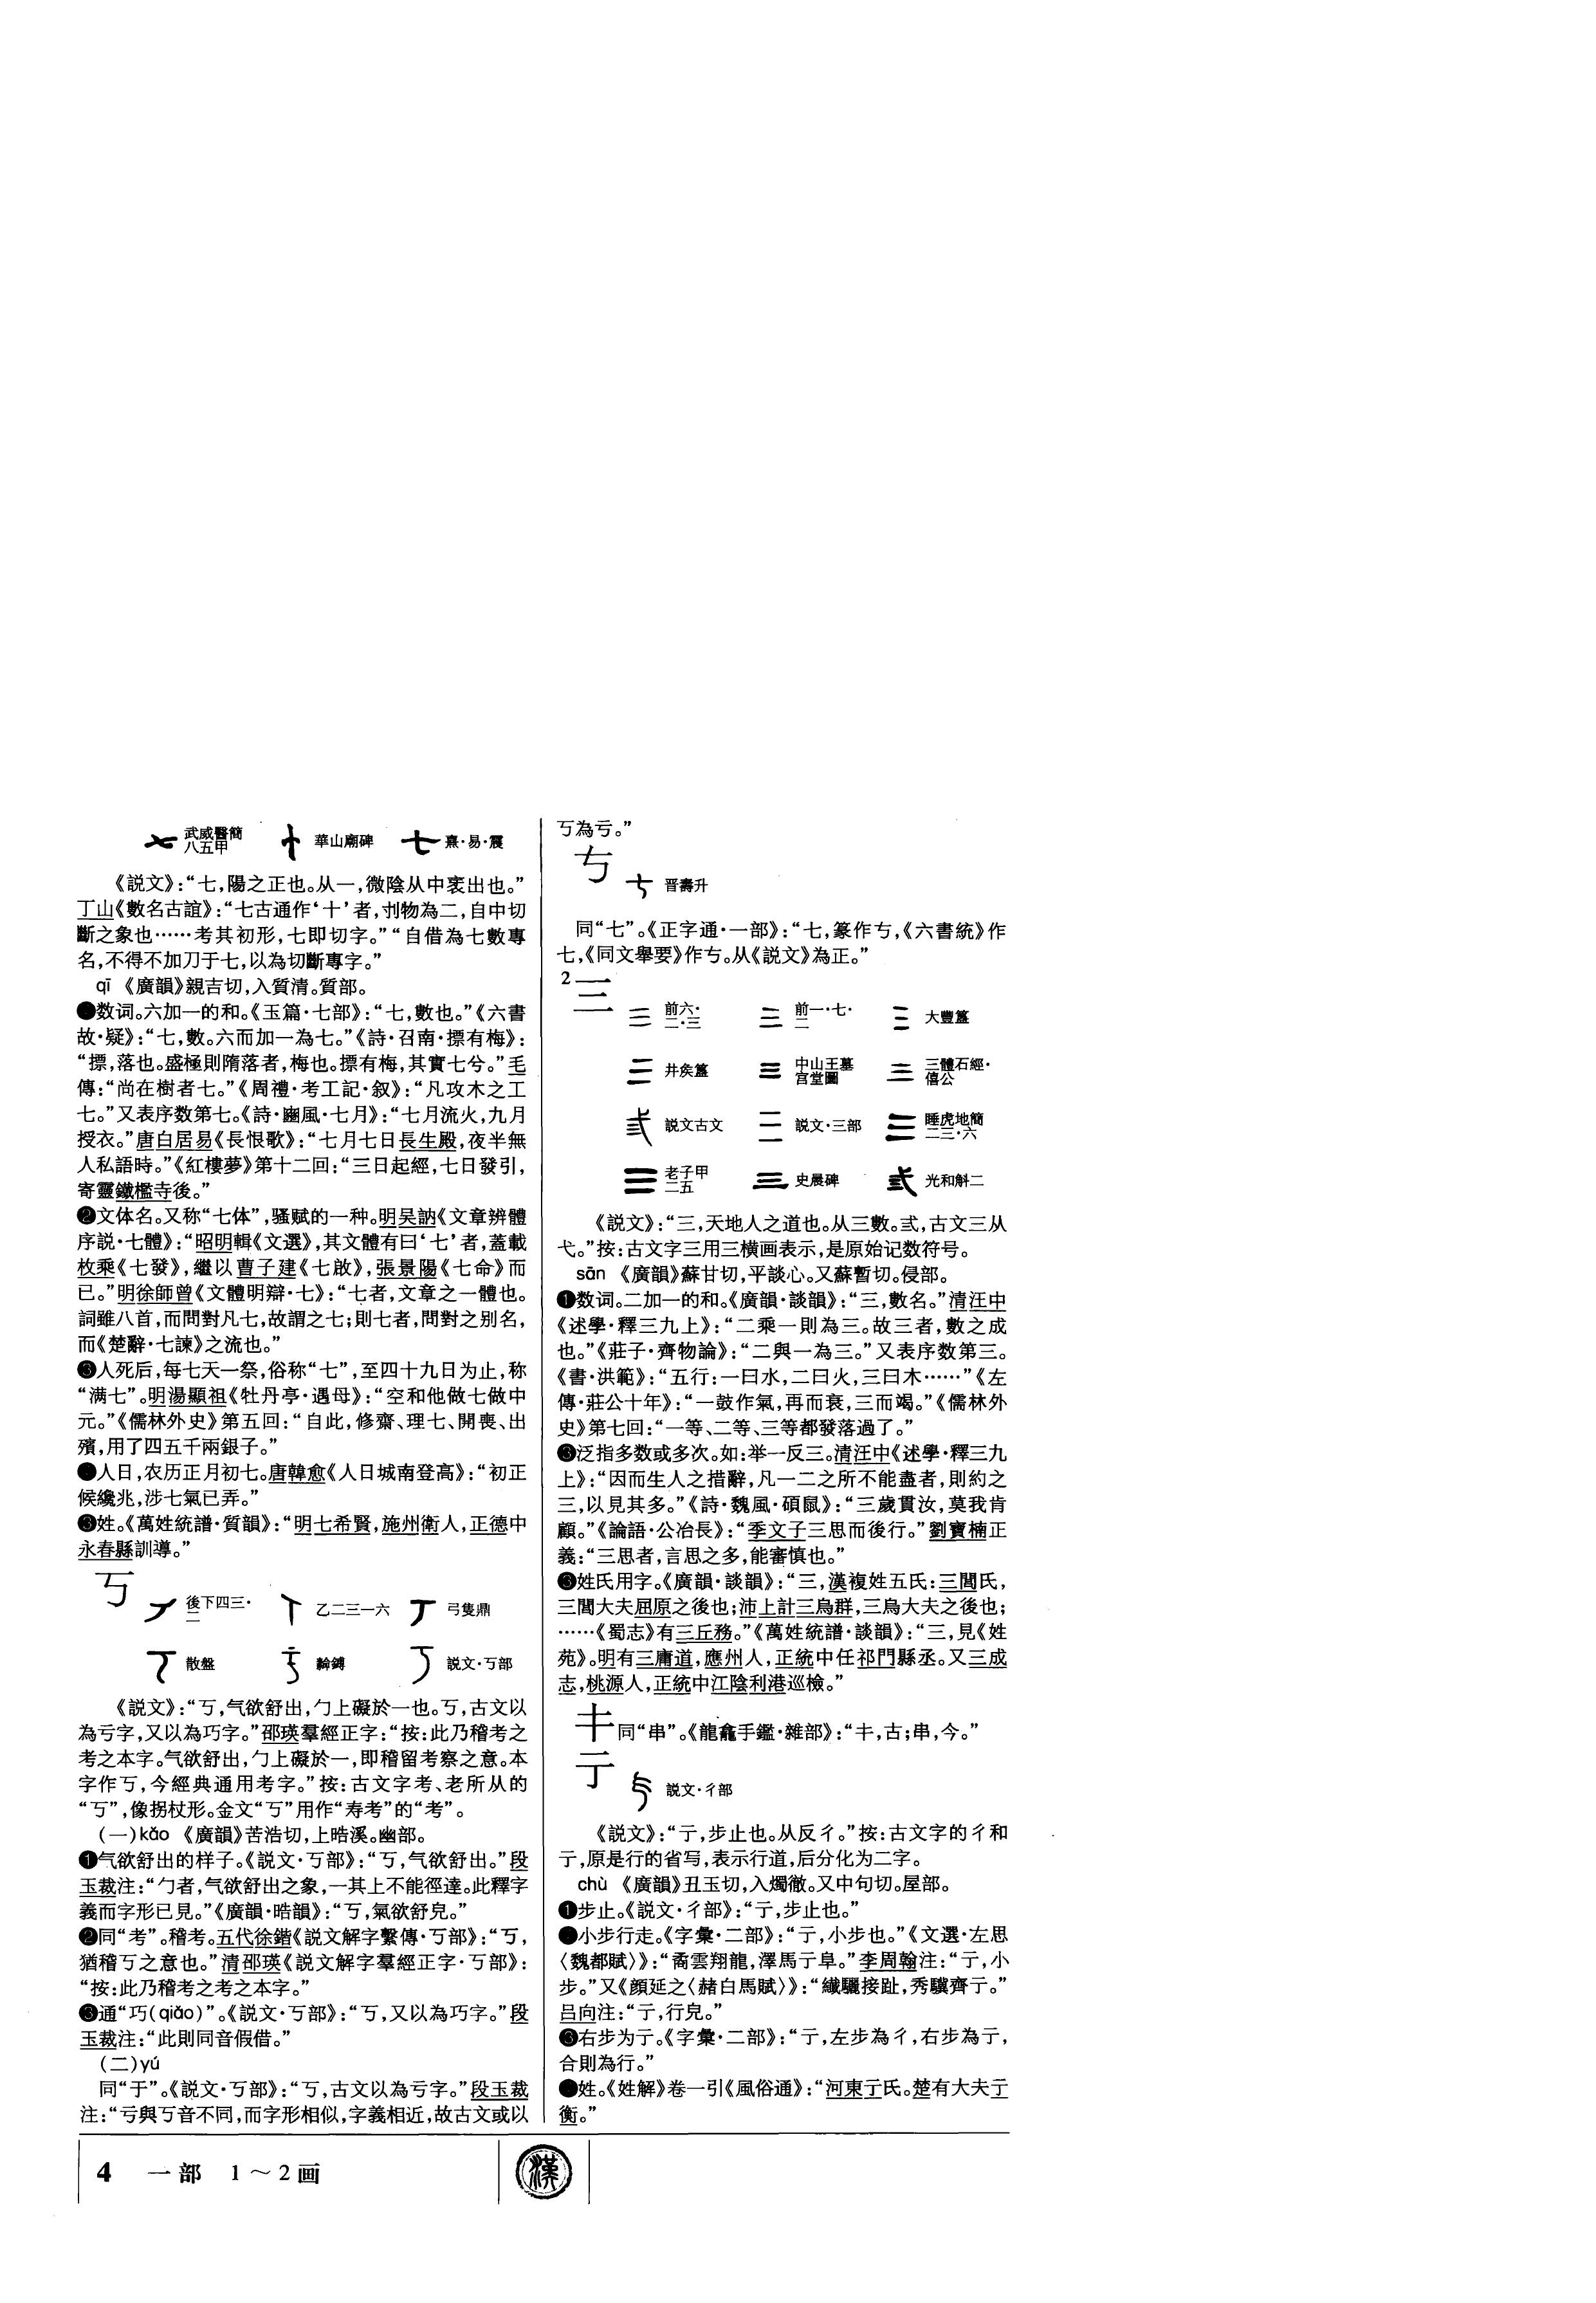 武威醫簡
八五甲
華山廟碑
熹·易·震
《説文》：“七，陽之正也。从一，微陰从中衺出也。”
丁山《數名古誼》：“七古通作‘十’者，刌物為二，自中切
斷之象也……考其初形，七即切字。”“自借為七數專
名，不得不加刀于七，以為切斷專字。”
qī 《廣韻》親吉切，入質清。質部。
數词。六加一的和。《玉篇·七部》：“七，數也。”《六書
故·疑》：“七，數。六而加一為七。”《詩·召南·摽有梅》：
“摽，落也。盛極則隋落者，梅也。摽有梅，其實七兮。”毛
傳：“尚在樹者七。”《周禮·考工記·叙》：“凡攻木之工
七。”又表序数第七。《詩·豳風·七月》：“七月流火，九月
授衣。”唐白居易《長恨歌》：“七月七日長生殿，夜半無
人私語時。”《紅樓夢》第十二回：“三日起經，七日發引，
寄靈鐵檻寺後。”
❷文体名。又称“七体”，骚赋的一种。明吴訥《文章辨體
序説·七體》：“昭明輯《文選》，其文體有曰‘七’者，蓋載
枚乘《七發》，繼以曹子建《七啟》，張景陽《七命》而
已。”明徐師曾《文體明辯·七》：“七者，文章之一體也。
詞雖八首，而問對凡七，故謂之七；則七者，問對之别名，
而《楚辭·七諫》之流也。”
❸人死后，每七天一祭，俗称“七”，至四十九日为止，称
“满七”。明湯顯祖《牡丹亭·遇母》：“空和他做七做中
元。”《儒林外史》第五回：“自此，修齋、理七、開喪、出
殯，用了四五千兩銀子。”
人日，农历正月初七。唐韓愈《人日城南登高》：“初正
候纔兆，涉七氣已弄。”
❸姓。《萬姓統譜·質韻》：“明七希賢，施州衛人，正德中
永春縣訓導。”
丂
後下四三·
二
乙二三一六
弓隻鼎
散盤
𦅫鎛
説文·丂部
《説文》：“丂，气欲舒出，勹上礙於一也。丂，古文以
為亏字，又以為巧字。”邵瑛羣經正字：“按：此乃稽考之
考之本字。气欲舒出，勹上礙於一，即稽留考察之意。本
字作丂，今經典通用考字。”按：古文字考、老所从的
“丂”，像拐杖形。金文“丂”用作“寿考”的“考”。
(一)kǎo 《廣韻》苦浩切，上晧溪。幽部。
❶气欲舒出的样子。《説文·丂部》：“丂，气欲舒出。”段
玉裁注：“勹者，气欲舒出之象，一其上不能徑達。此釋字
義而字形已見。”《廣韻·晧韻》：“丂，氣欲舒皃。”
❷同“考”。稽考。五代徐鍇《説文解字繫傳·丂部》：“丂，
猶稽丂之意也。”清邵瑛《説文解字羣經正字·丂部》：
“按：此乃稽考之考之本字。”
❸通“巧(qiǎo)”。《説文·丂部》：“丂，又以為巧字。”段
玉裁注：“此則同音假借。”
(二)yú
同“于”。《説文·丂部》：“丂，古文以為亏字。”段玉裁
注：“亏與丂音不同，而字形相似，字義相近，故古文或以
丂為亏。”
𠀁
晋壽升
同“七”。《正字通·一部》：“七，篆作𠀁，《六書統》作
七，《同文舉要》作𠀁。从《説文》為正。”
2
三
前六·
二·三
前一·七·
二
大豐簋
井矦簋
中山王墓
宫堂圖
三體石經·
僖公
説文古文
説文·三部
睡虎地簡
二三·六
老子甲
二五
史晨碑
光和斛二
《説文》：“三，天地人之道也。从三數。弎，古文三从
弋。”按：古文字三用三横画表示，是原始记数符号。
sān 《廣韻》蘇甘切，平談心。又蘇暫切。侵部。
❶数词。二加一的和。《廣韻·談韻》：“三，數名。”清汪中
《述學·釋三九上》：“二乘一則為三。故三者，數之成
也。”《莊子·齊物論》：“二與一為三。”又表序数第三。
《書·洪範》：“五行：一曰水，二曰火，三曰木……”《左
傳·莊公十年》：“一鼓作氣，再而衰，三而竭。”《儒林外
史》第七回：“一等、二等、三等都發落過了。”
❸泛指多数或多次。如：举一反三。清汪中《述學·釋三九
上》：“因而生人之措辭，凡一二之所不能盡者，則約之
三，以見其多。”《詩·魏風·碩鼠》：“三歲貫汝，莫我肯
顧。”《論語·公冶長》：“季文子三思而後行。”劉寶楠正
義：“三思者，言思之多，能審慎也。”
❸姓氏用字。《廣韻·談韻》：“三，漢複姓五氏：三閭氏，
三閭大夫屈原之後也；沛上計三烏群，三烏大夫之後也；
……《蜀志》有三丘務。”《萬姓統譜·談韻》：“三，見《姓
苑》。明有三庸道，應州人，正統中任祁門縣丞。又三成
志，桃源人，正統中江陰利港巡檢。”
𠀐同“串”。《龍龕手鑑·雜部》：“𠀐，古；串，今。”
亍
説文·彳部
《説文》：“亍，步止也。从反彳。”按：古文字的彳和
亍，原是行的省写，表示行道，后分化为二字。
chù 《廣韻》丑玉切，入燭徹。又中句切。屋部。
❶步止。《説文·彳部》：“亍，步止也。”
小步行走。《字彙·二部》：“亍，小步也。”《文選·左思
〈魏都賦〉》：“矞雲翔龍，澤馬亍阜。”李周翰注：“亍，小
步。”又《顔延之〈赭白馬賦〉》：“纖驪接趾，秀騏齊亍。”
吕向注：“亍，行皃。”
❸右步为亍。《字彙·二部》：“亍，左步為彳，右步為亍，
合則為行。”
姓。《姓解》卷一引《風俗通》：“河東亍氏。楚有大夫亍
衡。”
4 一部 1～2画
漢